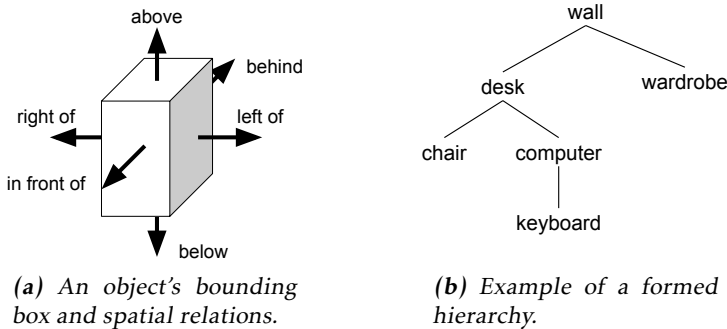 above
behind
right of
left of
in front of
below
(a) An object's bounding
box and spatial relations.
wall
desk
wardrobe
chair
computer
keyboard
(b) Example of a formed
hierarchy.